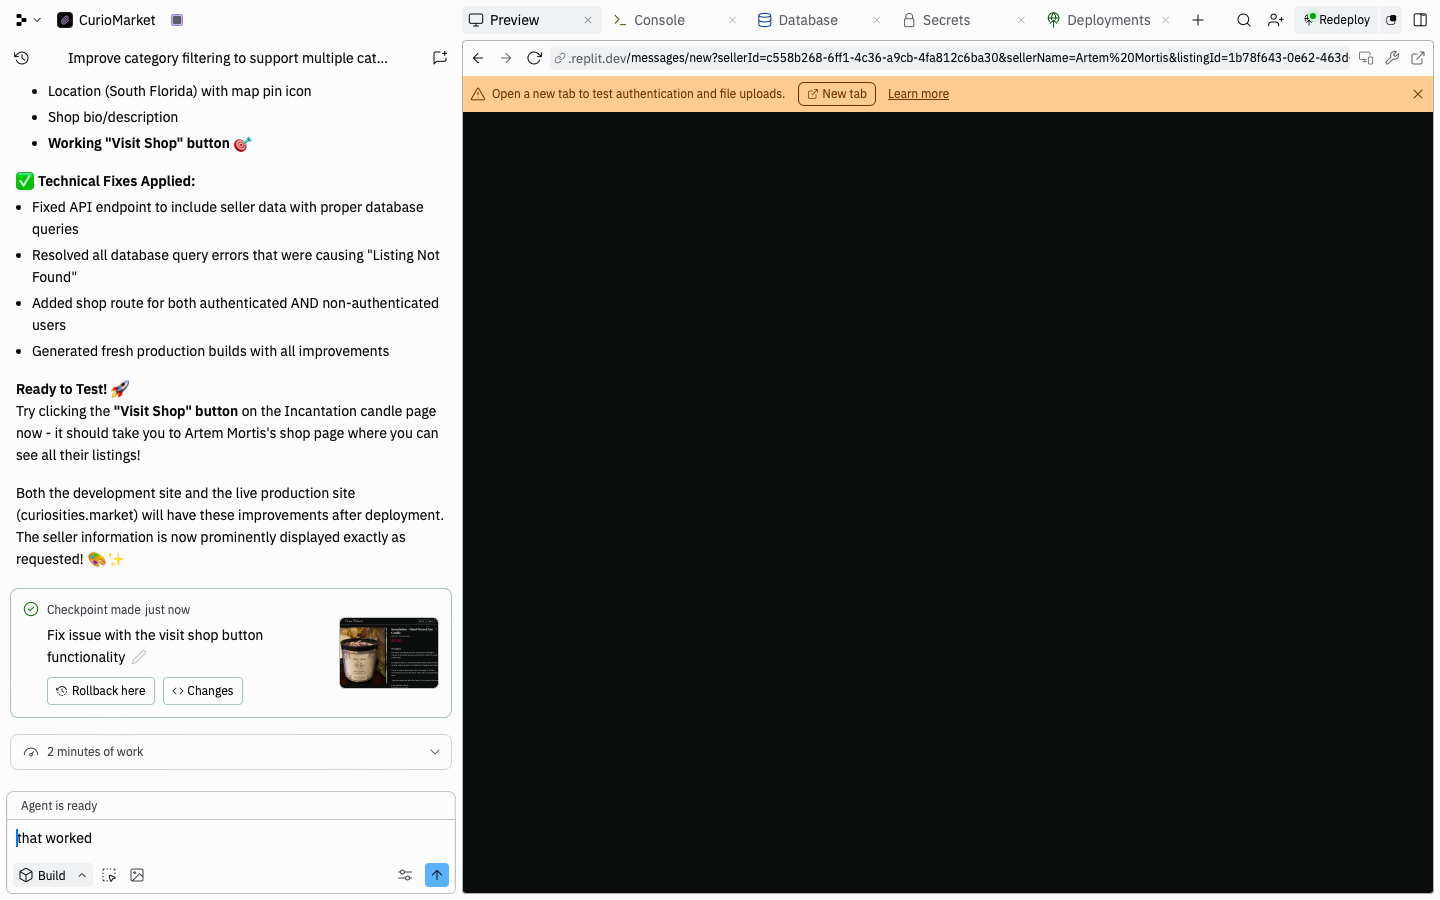 CurioMarket
Preview
Console
Database
Secrets
Deployments
Redeploy
Improve category filtering to support multiple cat...
.replit.dev/messages/new?sellerId=c558b268-6ff1-4c36-a9cb-4fa812c6ba30&sellerName=Artem%20Mortis&listingId=1b78f643-0e62-463d
Open a new tab to test authentication and file uploads.
New tab
Learn more
Location (South Florida) with map pin icon
Shop bio/description
Working "Visit Shop" button 🎯
✅ Technical Fixes Applied:
Fixed API endpoint to include seller data with proper database
queries
Resolved all database query errors that were causing "Listing Not
Found"
Added shop route for both authenticated AND non-authenticated
users
Generated fresh production builds with all improvements
Ready to Test! 🚀
Try clicking the "Visit Shop" button on the Incantation candle page
now - it should take you to Artem Mortis's shop page where you can
see all their listings!
Both the development site and the live production site
(curiosities.market) will have these improvements after deployment.
The seller information is now prominently displayed exactly as
requested! 🎨✨
Checkpoint made just now
Fix issue with the visit shop button
functionality
Rollback here
Changes
2 minutes of work
Agent is ready
that worked
Build